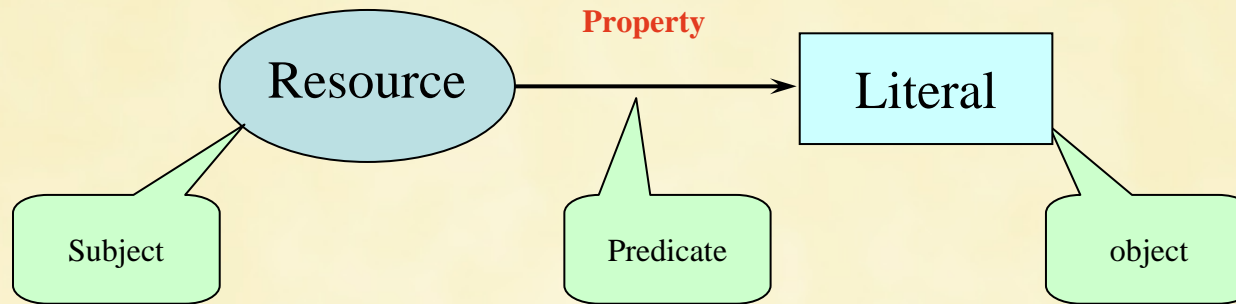 Property
Resource
Literal
Subject
Predicate
object